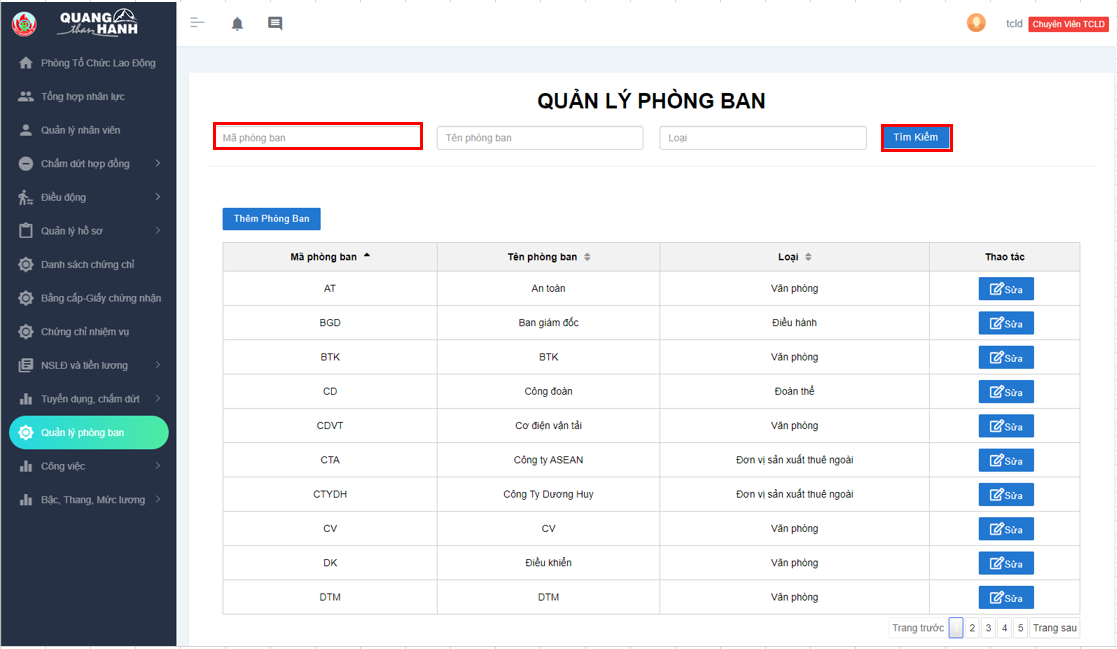 QUANG HANH
than
tcld
Chuyên Viên TCLD
Phòng Tổ Chức Lao Động
Tổng hợp nhân lực
Quản lý nhân viên
Chấm dứt hợp đồng
Điều động
Quản lý hồ sơ
Danh sách chứng chỉ
Bằng cấp-Giấy chứng nhận
Chứng chỉ nhiệm vụ
NSLĐ và tiền lương
Tuyển dụng, chấm dứt
Quản lý phòng ban
Công việc
Bậc, Thang, Mức lương
QUẢN LÝ PHÒNG BAN
Mã phòng ban Tên phòng ban Loại Tìm Kiếm
Thêm Phòng Ban
Mã phòng ban Tên phòng ban Loại Thao tác
AT An toàn Văn phòng Sửa
BGD Ban giám đốc Điều hành Sửa
BTK BTK Văn phòng Sửa
CD Công đoàn Đoàn thể Sửa
CDVT Cơ điện vận tải Văn phòng Sửa
CTA Công ty ASEAN Đơn vị sản xuất thuê ngoài Sửa
CTYDH Công Ty Dương Huy Đơn vị sản xuất thuê ngoài Sửa
CV CV Văn phòng Sửa
DK Điều khiển Văn phòng Sửa
DTM DTM Văn phòng Sửa
Trang trước 1 2 3 4 5 Trang sau